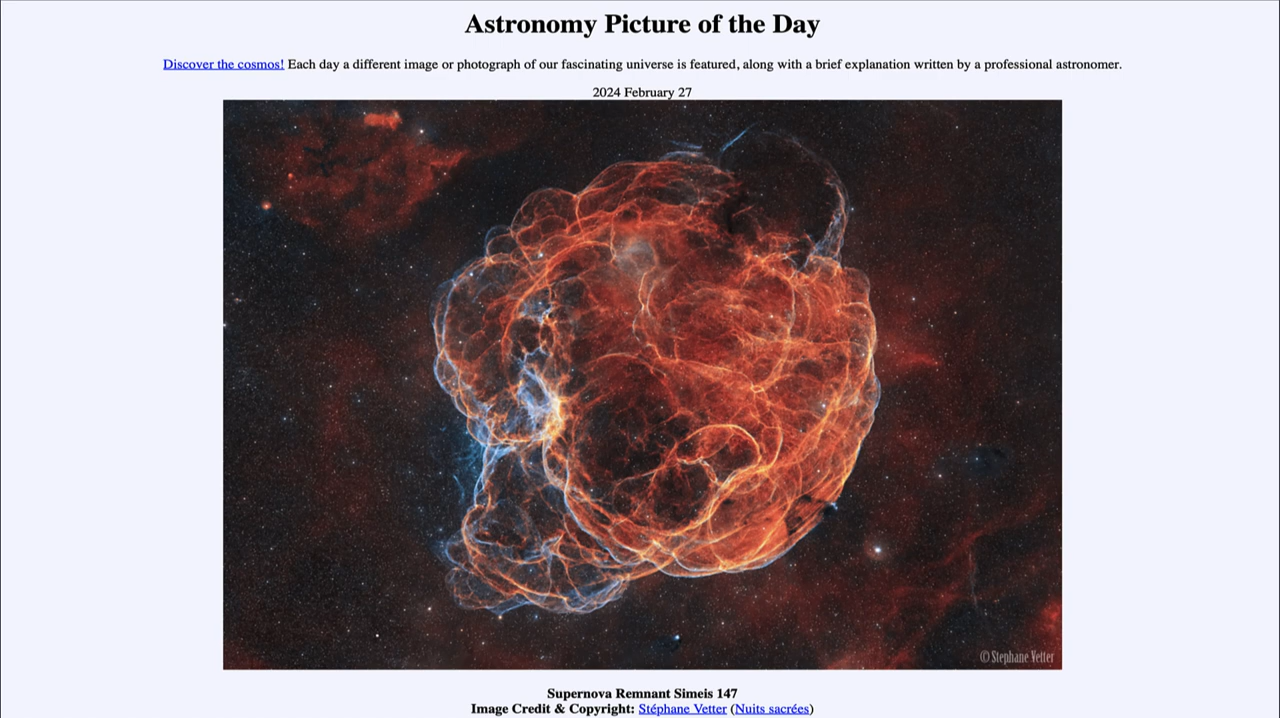 Astronomy Picture of the Day
Discover the cosmos! Each day a different image or photograph of our fascinating universe is featured, along with a brief explanation written by a professional astronomer.
2024 February 27
© Stephane Vetter
Supernova Remnant Simeis 147
Image Credit & Copyright: Stéphane Vetter (Nuits sacrées)